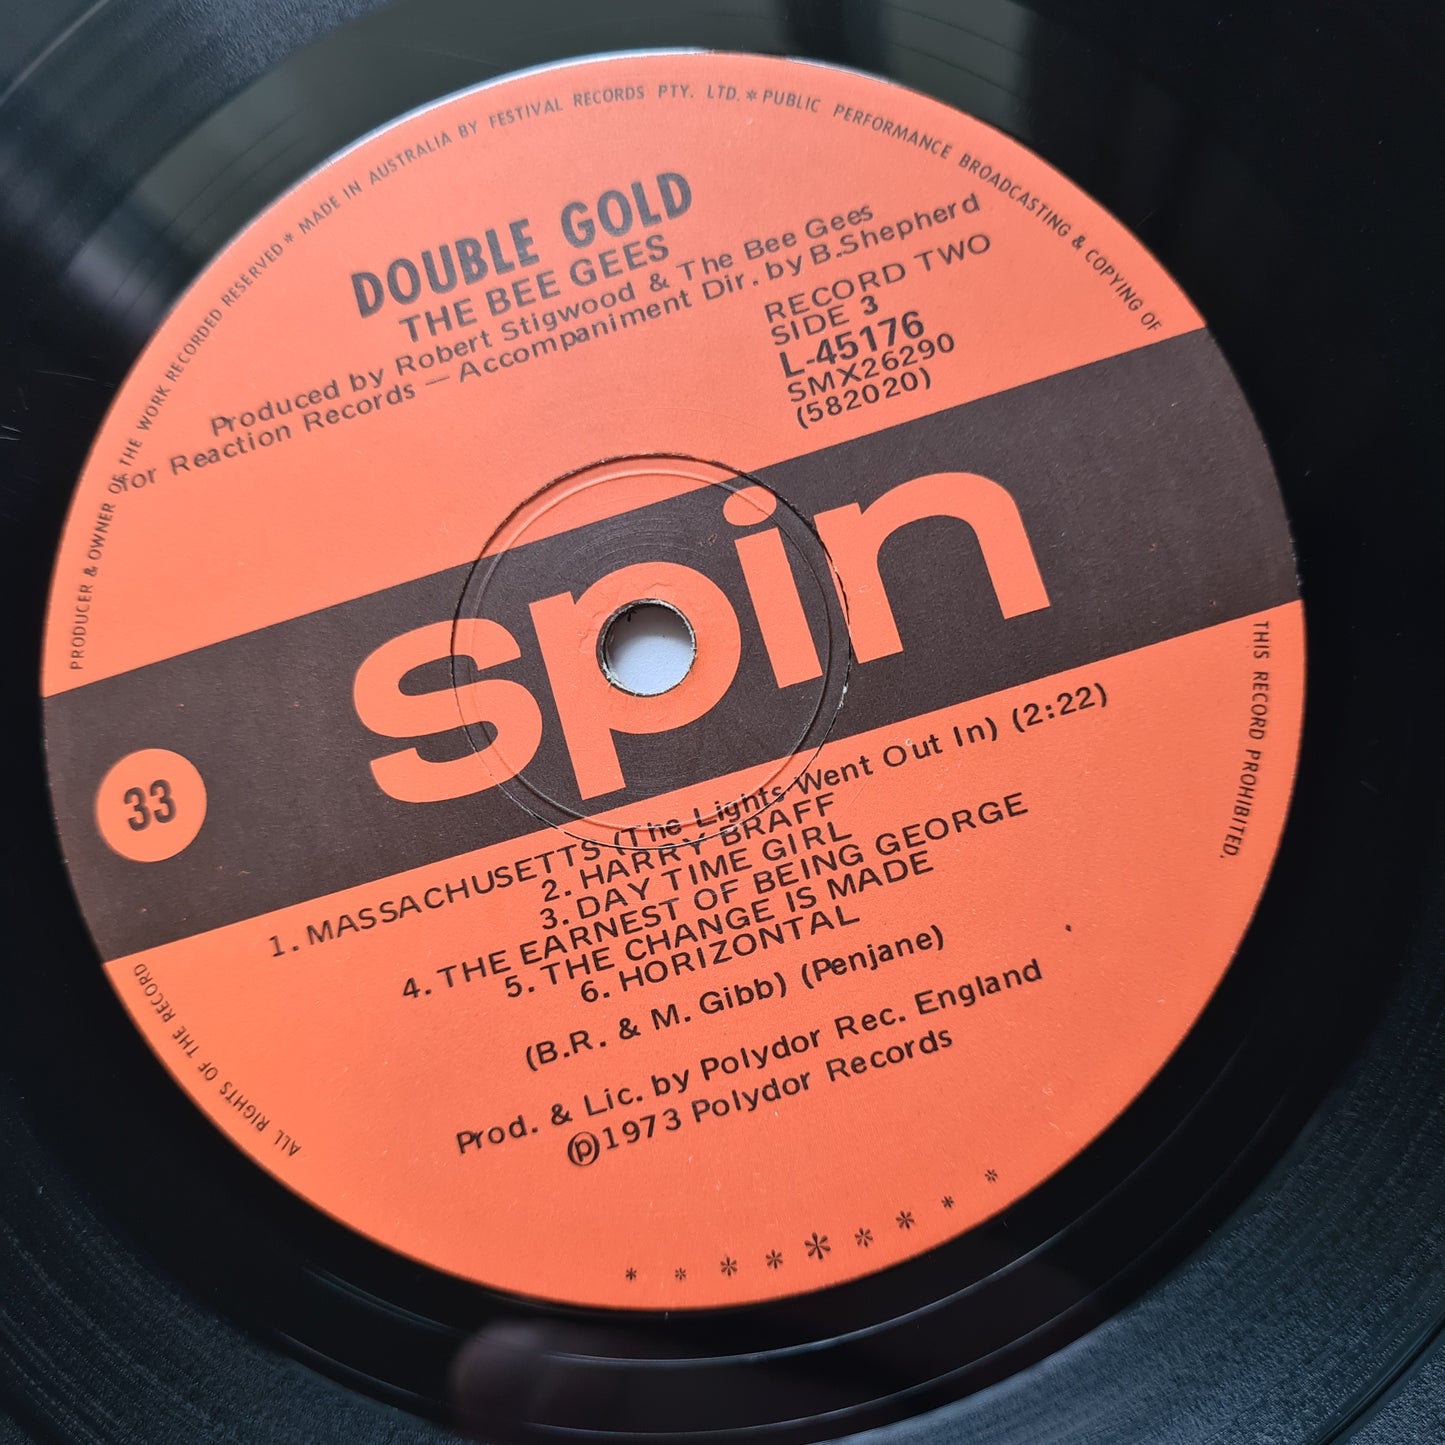 PRODUCER & OWNER OF THE WORK RECORDED RESERVED * MADE IN AUSTRALIA BY FESTIVAL RECORDS PTY. LTD. * PUBLIC PERFORMANCE BROADCASTING & COPYING OF
DOUBLE GOLD
THE BEE GEES
Produced by Robert Stigwood & The Bee Gees
for Reaction Records — Accompaniment Dir. by B.Shepherd
RECORD TWO
SIDE 3
L-45176
SMX26290
(582020)
spin
33
1. MASSACHUSETTS (The Lights Went Out In) (2:22)
2. HARRY BRAFF
3. DAY TIME GIRL
4. THE EARNEST OF BEING GEORGE
5. THE CHANGE IS MADE
6. HORIZONTAL
(B.R. & M. Gibb) (Penjane)
Prod. & Lic. by Polydor Rec. England
℗1973 Polydor Records
* * * * * * * * *
THIS RECORD PROHIBITED.
ALL RIGHTS OF THE RECORD